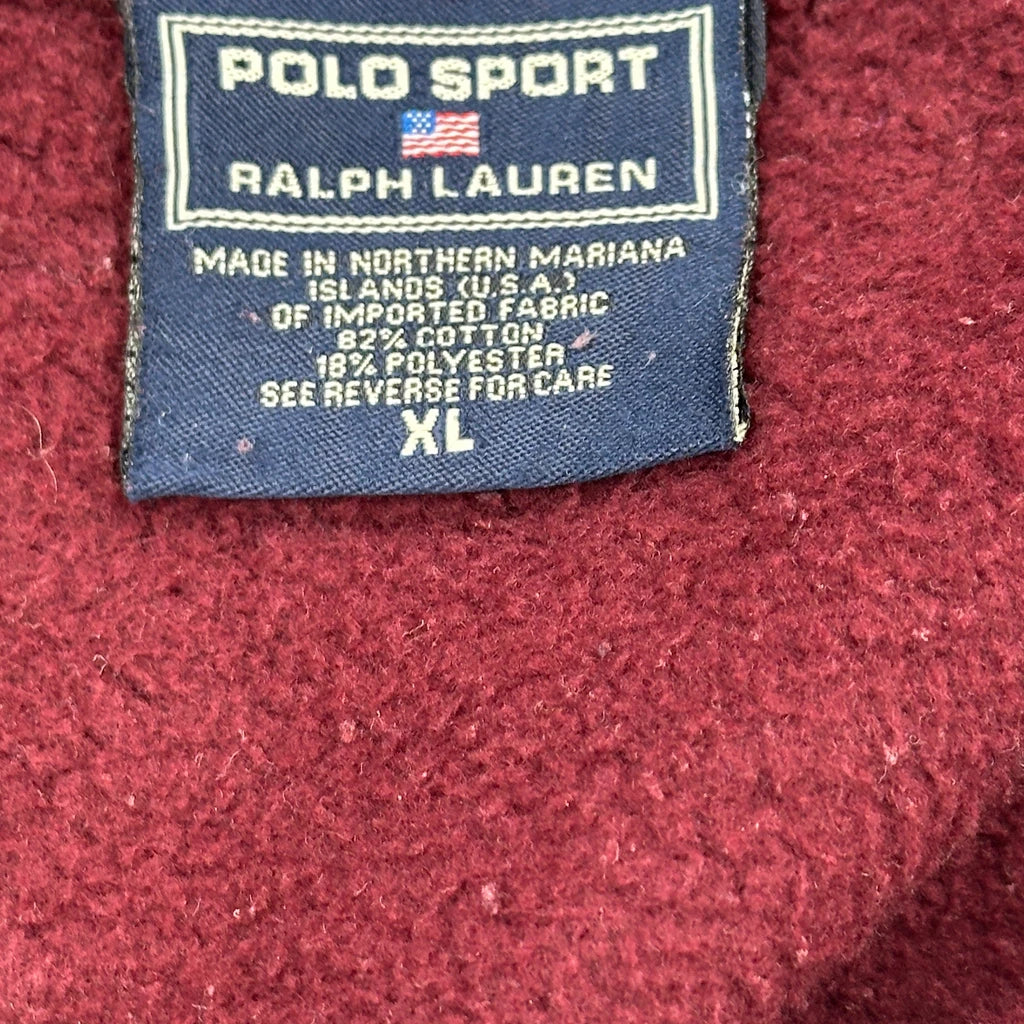 POLO SPORT
RALPH LAUREN
MADE IN NORTHERN MARIANA
ISLANDS (U.S.A.)
OF IMPORTED FABRIC
82% COTTON
18% POLYESTER
SEE REVERSE FOR CARE
XL